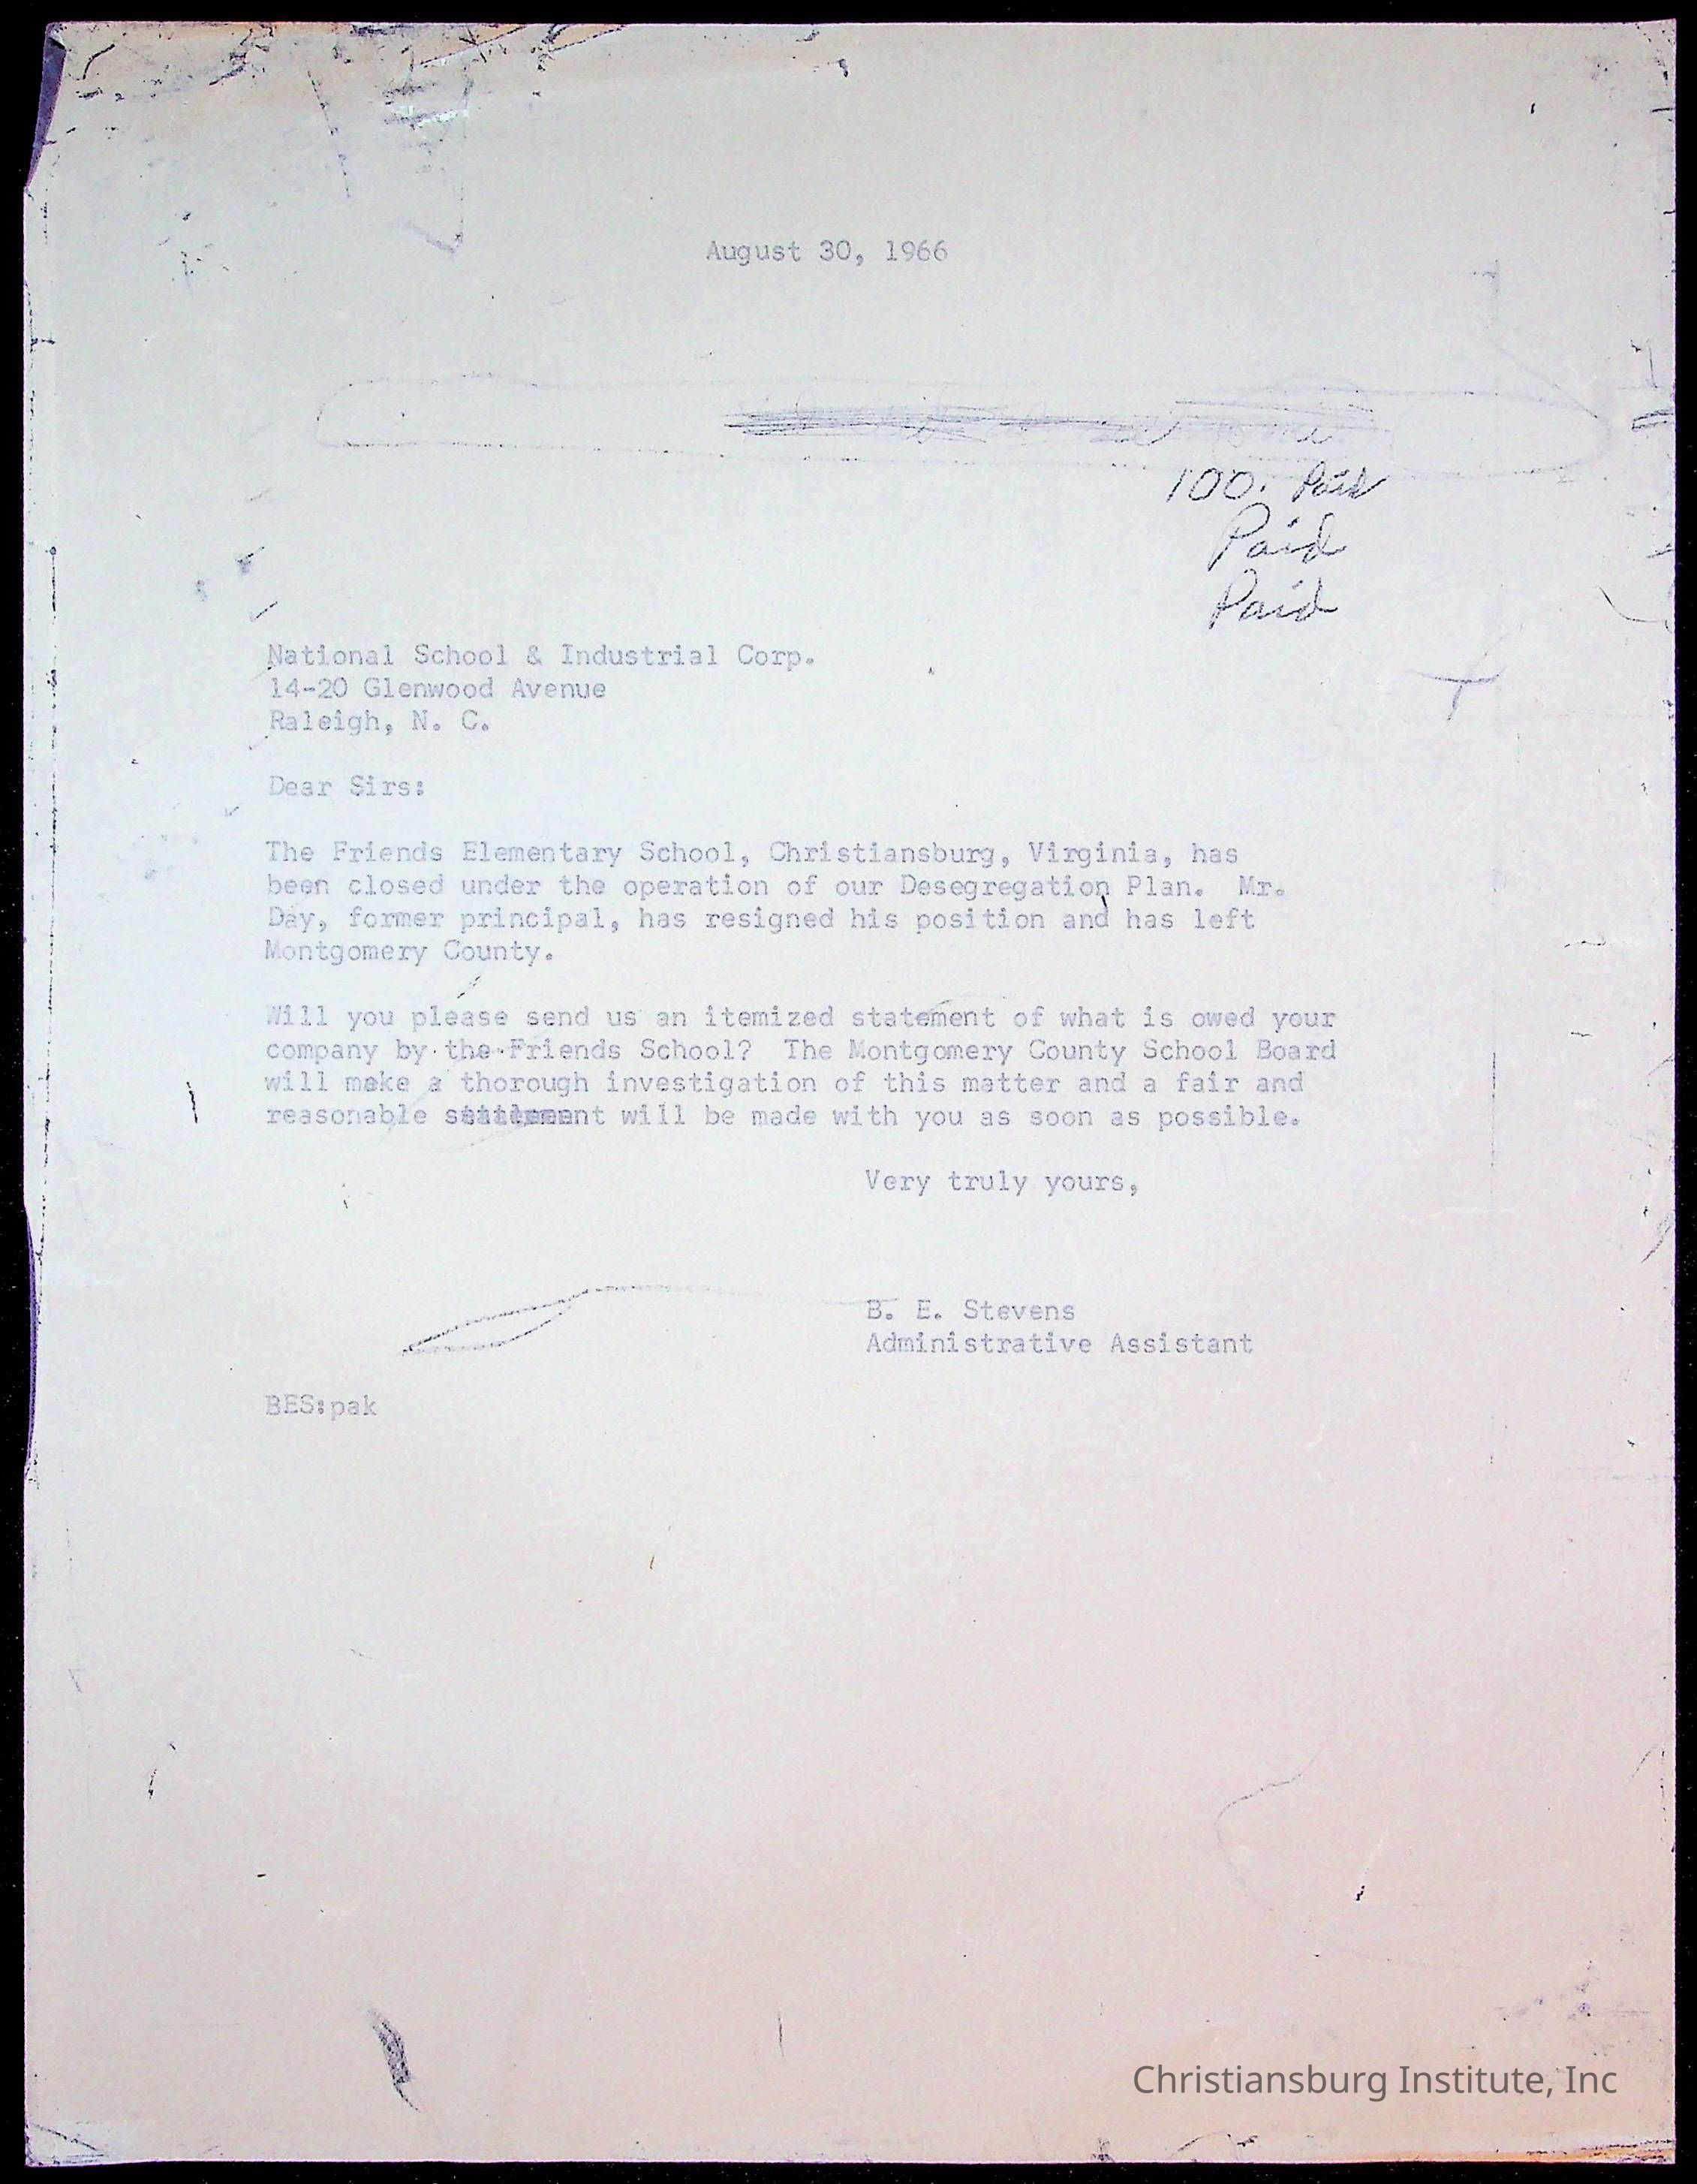 August 30, 1966
100. Paid
Paid
Paid
National School & Industrial Corp.
14-20 Glenwood Avenue
Raleigh, N. C.
Dear Sirs:
The Friends Elementary School, Christiansburg, Virginia, has
been closed under the operation of our Desegregation Plan. Mr.
Day, former principal, has resigned his position and has left
Montgomery County.
Will you please send us an itemized statement of what is owed your
company by the Friends School? The Montgomery County School Board
will make a thorough investigation of this matter and a fair and
reasonable will be made with you as soon as possible.
Very truly yours,
B. E. Stevens
Administrative Assistant
BES:pak
Christiansburg Institute, Inc